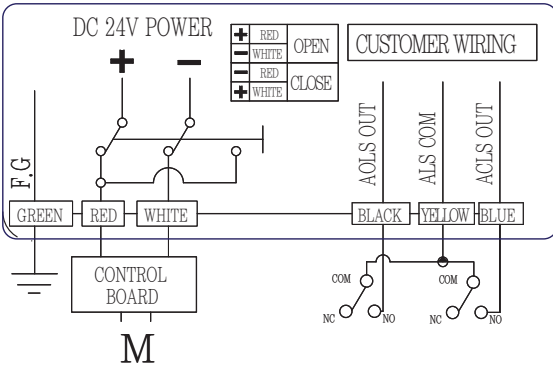 DC 24V POWER
+ −
+ RED OPEN
− WHITE
− RED CLOSE
+ WHITE
CUSTOMER WIRING
F.G
AOLS OUT
ALS COM
ACLS OUT
GREEN RED WHITE BLACK YELLOW BLUE
CONTROL
BOARD
COM COM
NC NO NC NO
M